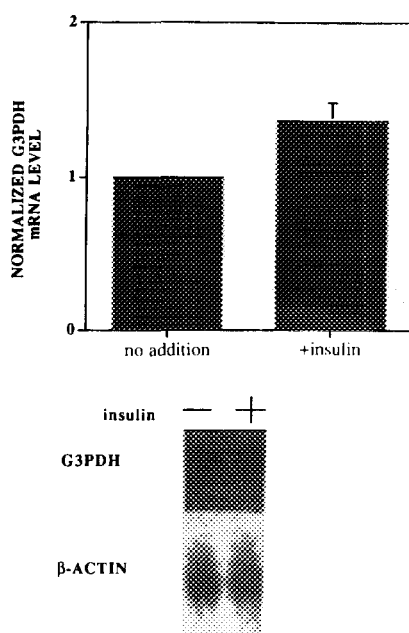 NORMALIZED G3PDH
mRNA LEVEL
2
1
0
no addition
+insulin
insulin — +
G3PDH
β-ACTIN